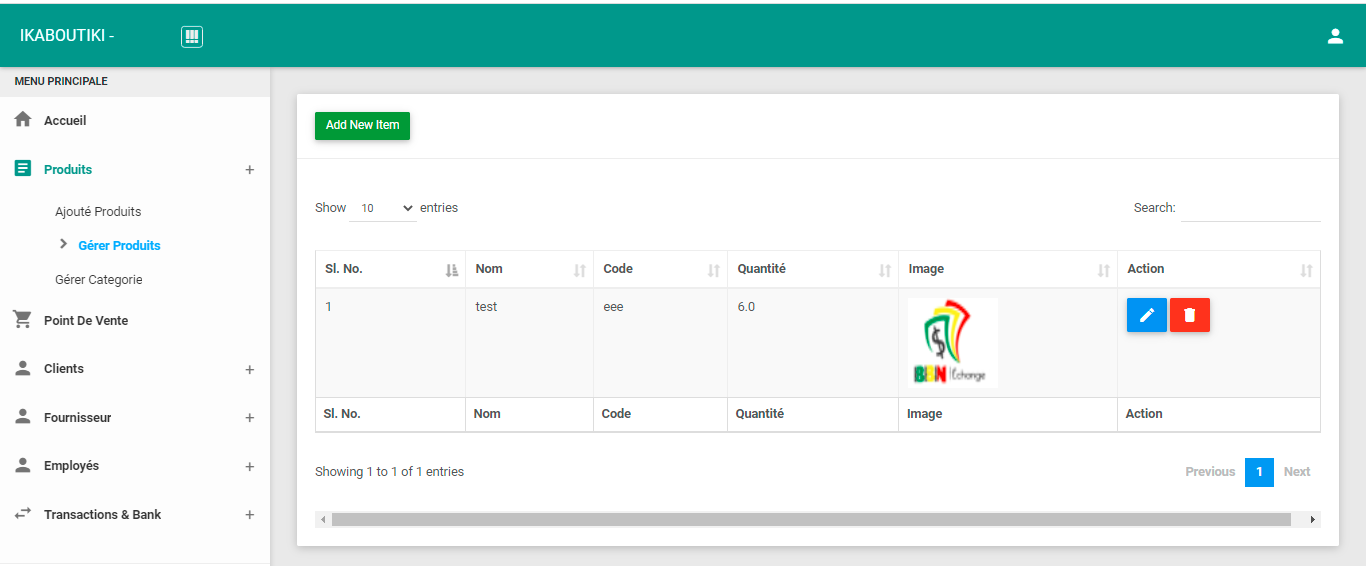 IKABOUTIKI -
MENU PRINCIPALE
Accueil
Produits +
Ajouté Produits
Gérer Produits
Gérer Categorie
Point De Vente
Clients +
Fournisseur +
Employés +
Transactions & Bank +
Add New Item
Show 10 entries
Search:
Sl. No. Nom Code Quantité Image Action
1 test eee 6.0
$
BBN Echange
Sl. No. Nom Code Quantité Image Action
Showing 1 to 1 of 1 entries
Previous 1 Next